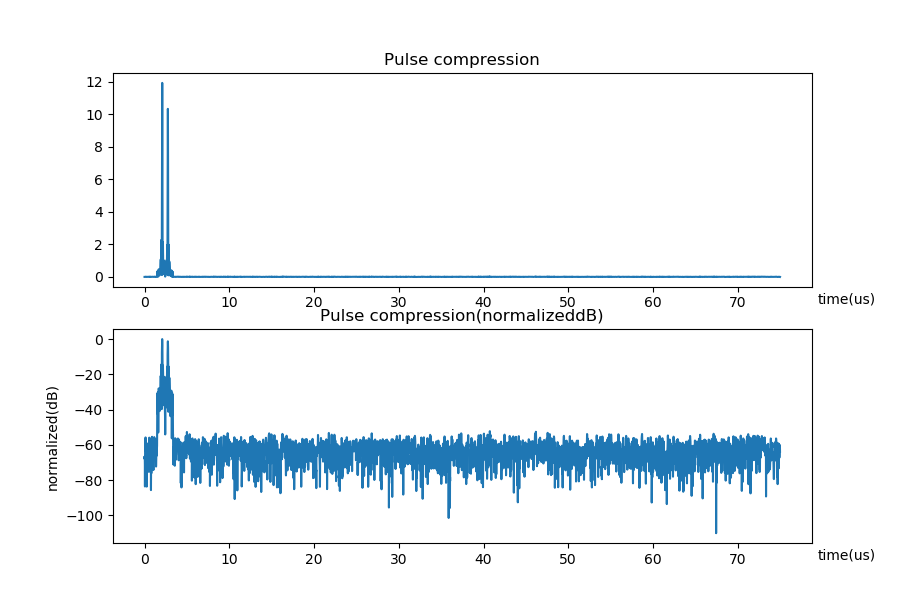 Pulse compression
12
10
8
6
4
2
0
0 10 20 30 40 50 60 70 time(us)
Pulse compression(normalizeddB)
normalized(dB)
0
−20
−40
−60
−80
−100
0 10 20 30 40 50 60 70 time(us)